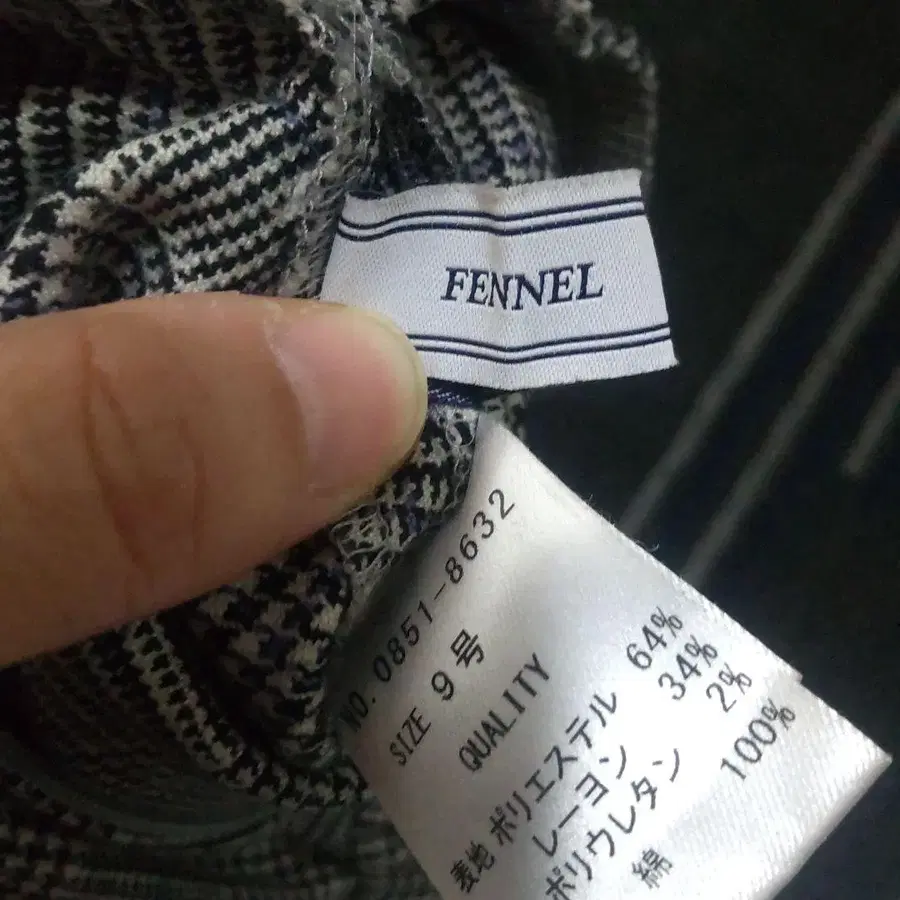 FENNEL
NO. 0851-8632
SIZE 9号
QUALITY
表地 ポリエステル 64%
レーヨン 34%
ポリウレタン 2%
綿 100%